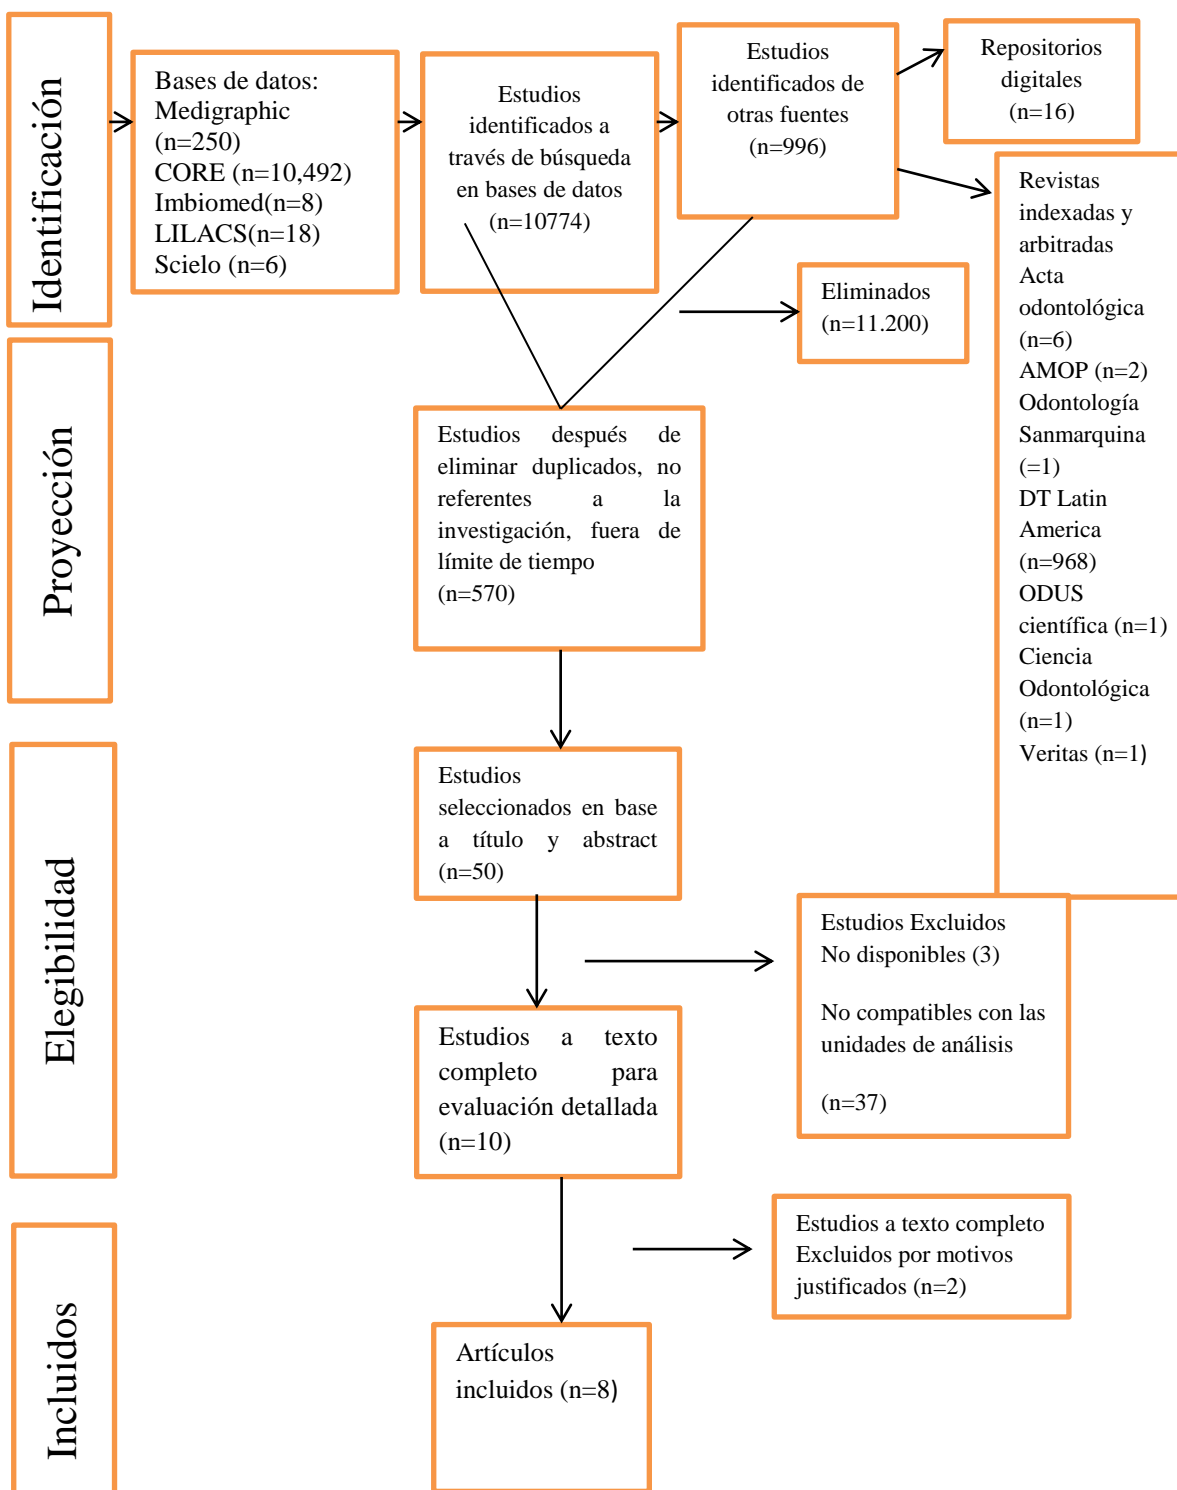 Identificación
Bases de datos:
Medigraphic
(n=250)
CORE (n=10,492)
Imbiomed(n=8)
LILACS(n=18)
Scielo (n=6)
Estudios
identificados a
través de búsqueda
en bases de datos
(n=10774)
Estudios
identificados de
otras fuentes
(n=996)
Repositorios
digitales
(n=16)
Revistas
indexadas y
arbitradas
Acta
odontológica
(n=6)
AMOP (n=2)
Odontología
Sanmarquina
(=1)
DT Latin
America
(n=968)
ODUS
científica (n=1)
Ciencia
Odontológica
(n=1)
Veritas (n=1)
Eliminados
(n=11.200)
Proyección
Estudios después de
eliminar duplicados, no
referentes a la
investigación, fuera de
límite de tiempo
(n=570)
Elegibilidad
Estudios
seleccionados en base
a título y abstract
(n=50)
Estudios Excluidos
No disponibles (3)
No compatibles con las
unidades de análisis
(n=37)
Estudios a texto
completo para
evaluación detallada
(n=10)
Estudios a texto completo
Excluidos por motivos
justificados (n=2)
Incluidos
Artículos
incluidos (n=8)